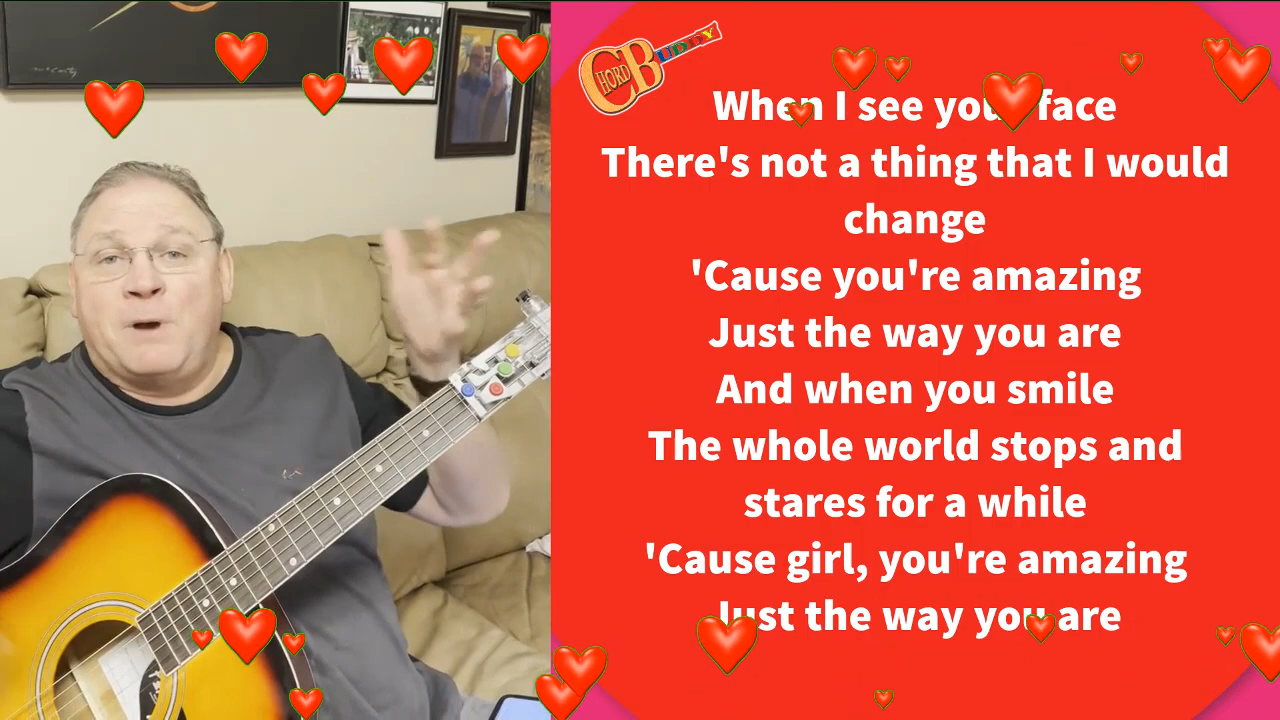 CHORD BUDDY
When I see your face
There's not a thing that I would
change
'Cause you're amazing
Just the way you are
And when you smile
The whole world stops and
stares for a while
'Cause girl, you're amazing
Just the way you are